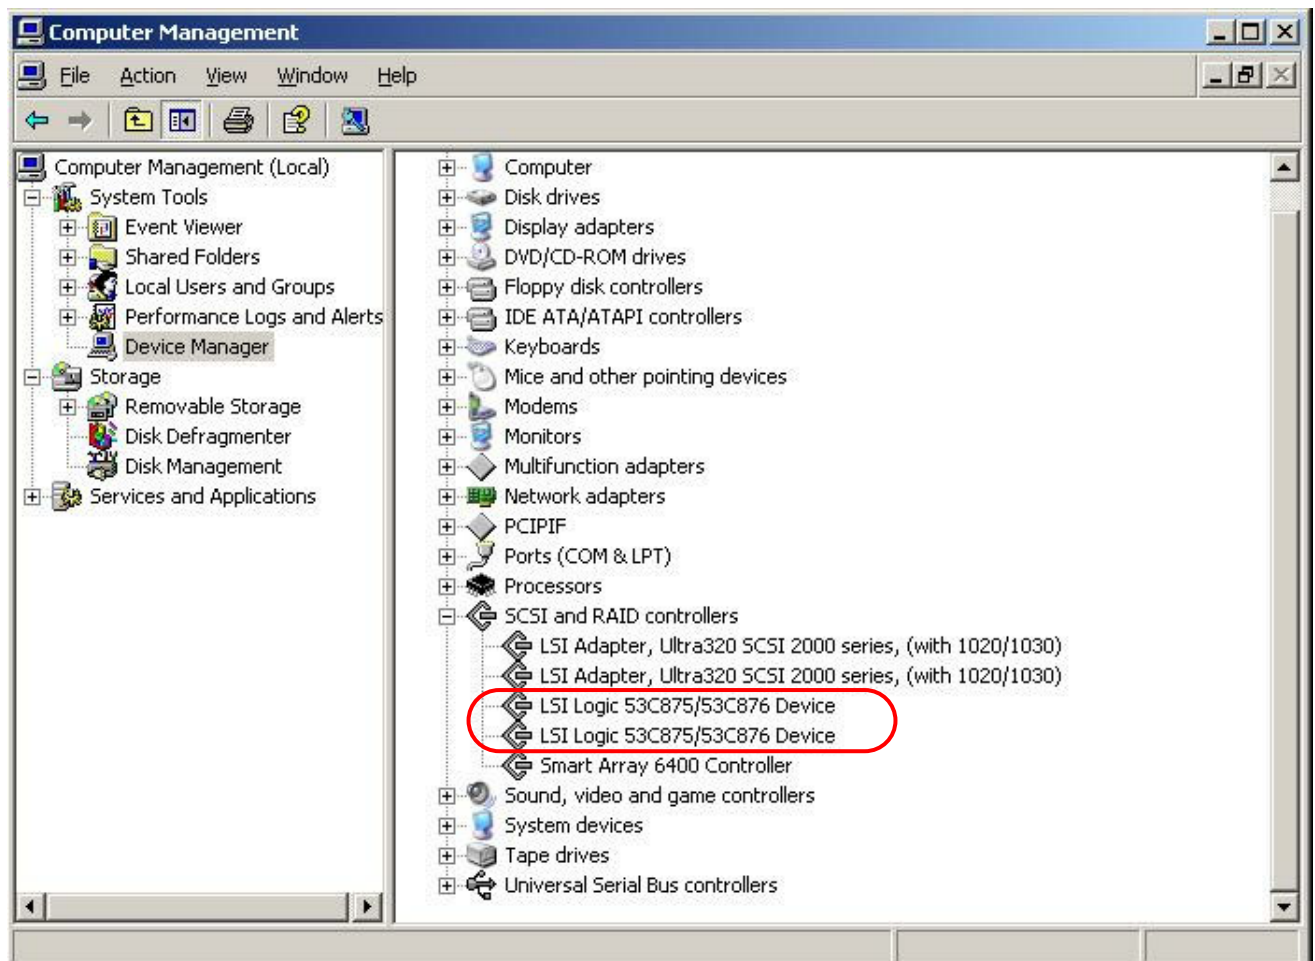 Computer Management
File Action View Window Help
Computer Management (Local)
System Tools
Event Viewer
Shared Folders
Local Users and Groups
Performance Logs and Alerts
Device Manager
Storage
Removable Storage
Disk Defragmenter
Disk Management
Services and Applications
Computer
Disk drives
Display adapters
DVD/CD-ROM drives
Floppy disk controllers
IDE ATA/ATAPI controllers
Keyboards
Mice and other pointing devices
Modems
Monitors
Multifunction adapters
Network adapters
PCIPIF
Ports (COM & LPT)
Processors
SCSI and RAID controllers
LSI Adapter, Ultra320 SCSI 2000 series, (with 1020/1030)
LSI Adapter, Ultra320 SCSI 2000 series, (with 1020/1030)
LSI Logic 53C875/53C876 Device
LSI Logic 53C875/53C876 Device
Smart Array 6400 Controller
Sound, video and game controllers
System devices
Tape drives
Universal Serial Bus controllers